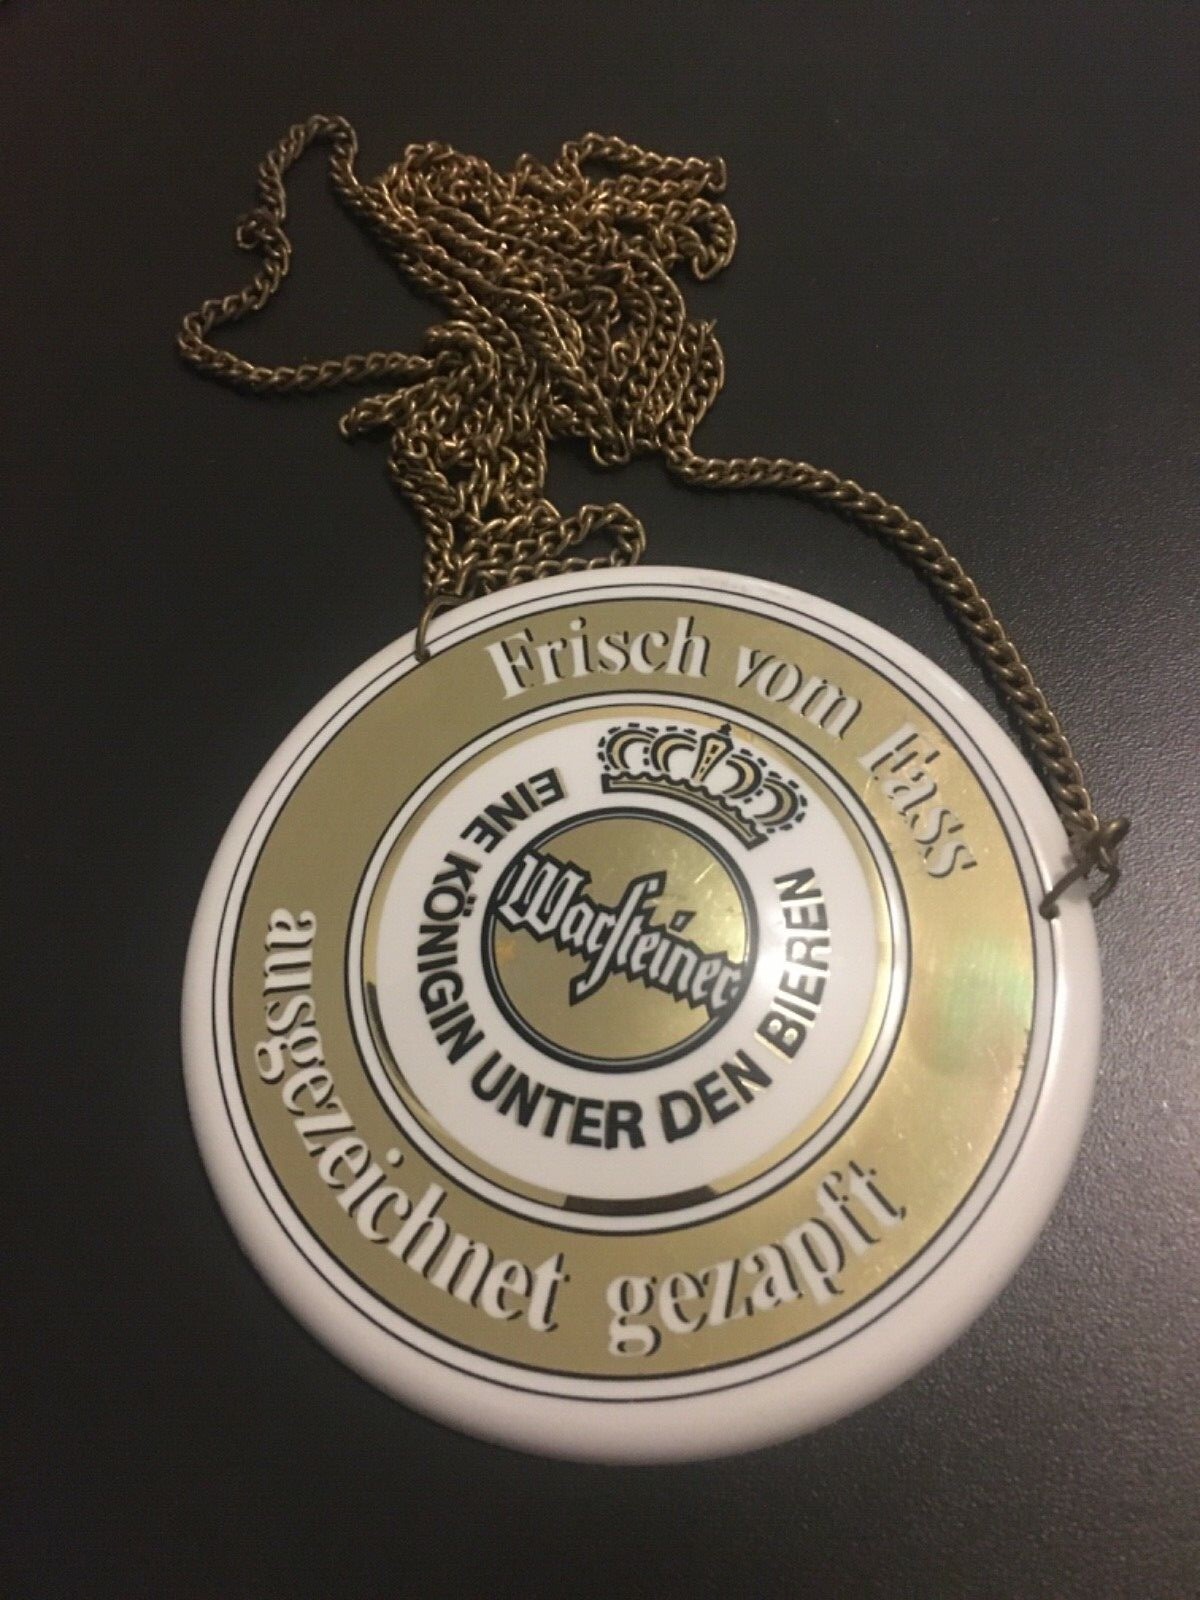 Frisch vom Fass
EINE KÖNIGIN UNTER DEN BIEREN
Warsteiner
ausgezeichnet gezapft